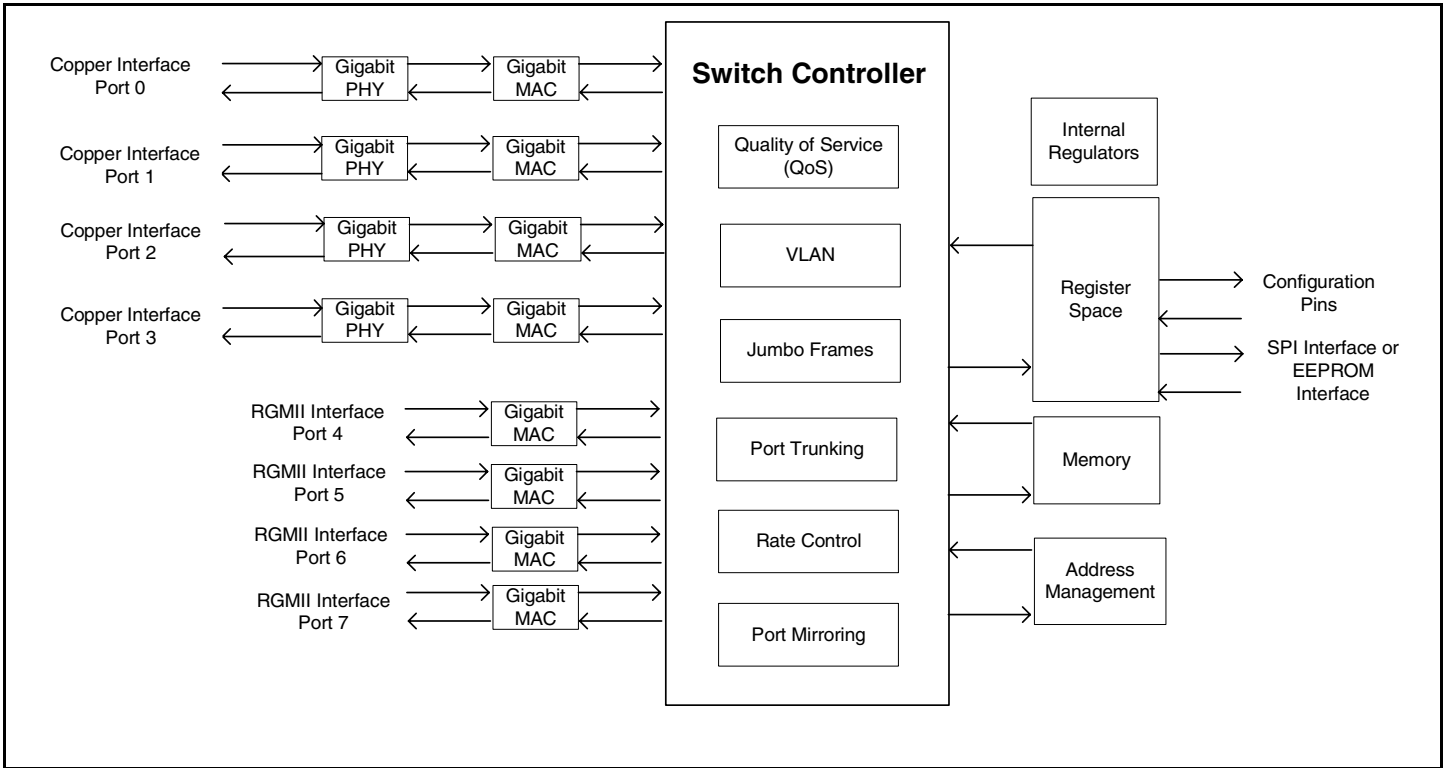 Copper Interface
Port 0
Gigabit
PHY
Gigabit
MAC
Copper Interface
Port 1
Gigabit
PHY
Gigabit
MAC
Copper Interface
Port 2
Gigabit
PHY
Gigabit
MAC
Copper Interface
Port 3
Gigabit
PHY
Gigabit
MAC
RGMII Interface
Port 4
Gigabit
MAC
RGMII Interface
Port 5
Gigabit
MAC
RGMII Interface
Port 6
Gigabit
MAC
RGMII Interface
Port 7
Gigabit
MAC
Switch Controller
Quality of Service
(QoS)
VLAN
Jumbo Frames
Port Trunking
Rate Control
Port Mirroring
Internal
Regulators
Register
Space
Configuration
Pins
SPI Interface or
EEPROM
Interface
Memory
Address
Management